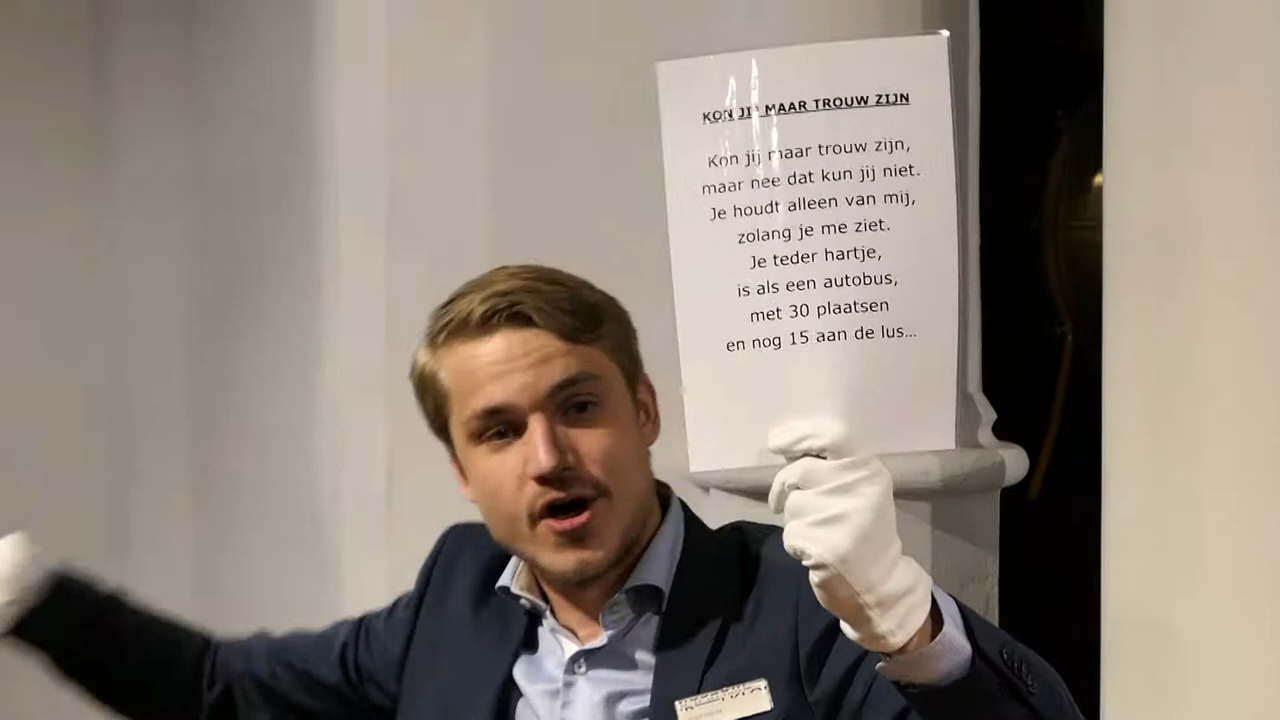 KON JIJ MAAR TROUW ZIJN
Kon jij maar trouw zijn,
maar nee dat kun jij niet.
Je houdt alleen van mij,
zolang je me ziet.
Je teder hartje,
is als een autobus,
met 30 plaatsen
en nog 15 aan de lus...